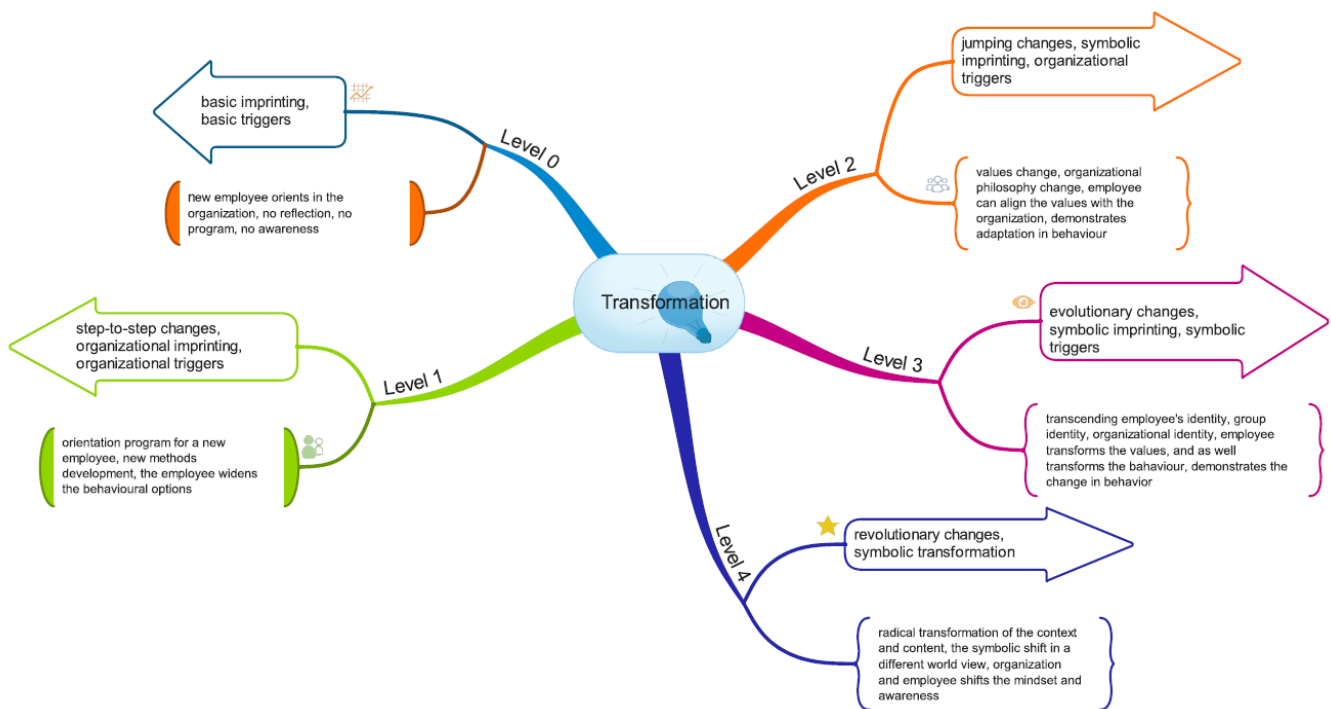 Transformation
Level 0
basic imprinting,
basic triggers
new employee orients in the
organization, no reflection, no
program, no awareness
Level 1
step-to-step changes,
organizational imprinting,
organizational triggers
orientation program for a new
employee, new methods
development, the employee widens
the behavioural options
Level 2
jumping changes, symbolic
imprinting, organizational
triggers
values change, organizational
philosophy change, employee
can align the values with the
organization, demonstrates
adaptation in behaviour
Level 3
evolutionary changes,
symbolic imprinting, symbolic
triggers
transcending employee's identity, group
identity, organizational identity, employee
transforms the values, and as well
transforms the bahaviour, demonstrates the
change in behavior
Level 4
revolutionary changes,
symbolic transformation
radical transformation of the context
and content, the symbolic shift in a
different world view, organization
and employee shifts the mindset and
awareness